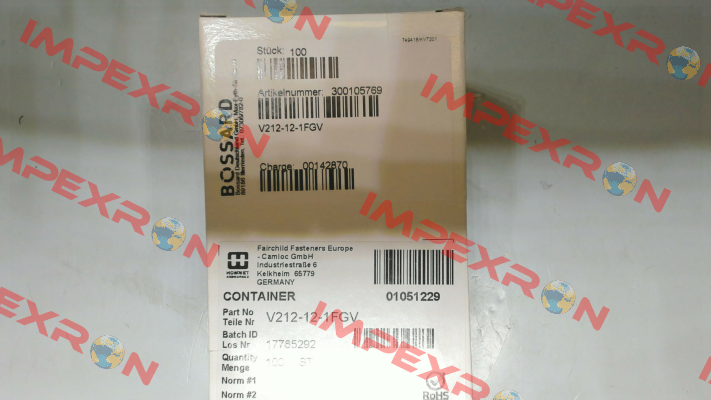 Stück: 100
Artikelnummer: 300105769
V212-12-1FGV
Charge: 00142870
BOSSARD
Fairchild Fasteners Europe
- Camloc GmbH
Industriestraße 6
Kelkheim 65779
GERMANY
CONTAINER 01051229
Part No
Teile Nr V212-12-1FGV
Batch ID
Los Nr 17785292
Quantity
Menge 100 ST
Norm #1
Norm #2
RoHS
IMPEXRON
IMPEXRON
IMPEXRON
IMPEXRON
IMPEXRON
IMPEXRON